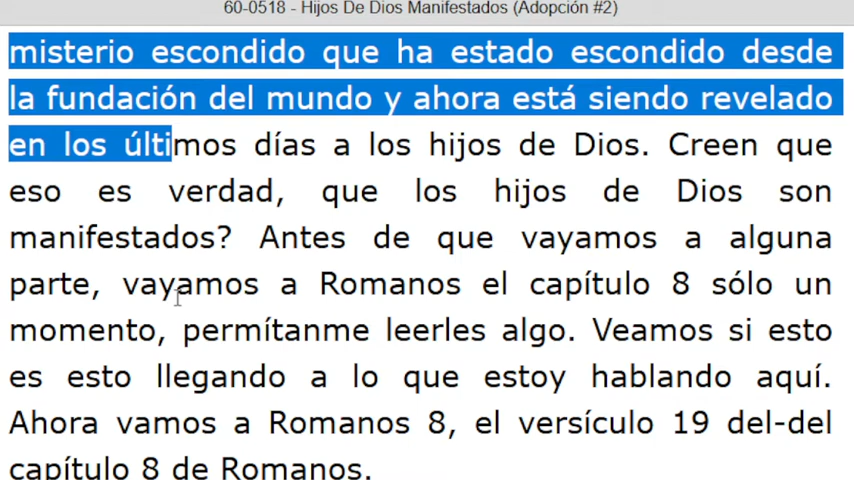 60-0518 - Hijos De Dios Manifestados (Adopción #2)
misterio escondido que ha estado escondido desde
la fundación del mundo y ahora está siendo revelado
en los últimos días a los hijos de Dios. Creen que
eso es verdad, que los hijos de Dios son
manifestados? Antes de que vayamos a alguna
parte, vayamos a Romanos el capítulo 8 sólo un
momento, permítanme leerles algo. Veamos si esto
es esto llegando a lo que estoy hablando aquí.
Ahora vamos a Romanos 8, el versículo 19 del-del
capítulo 8 de Romanos.